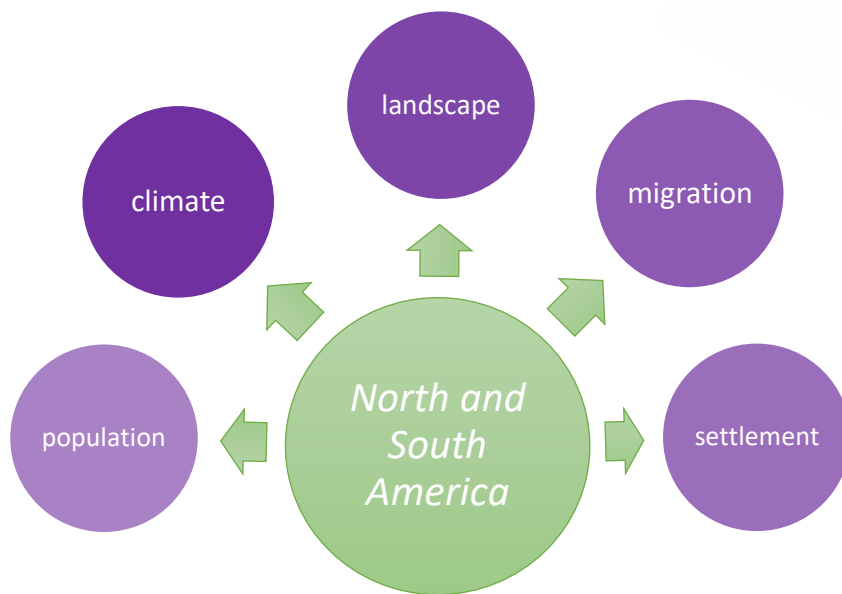 landscape
climate
migration
North and
South
America
population
settlement